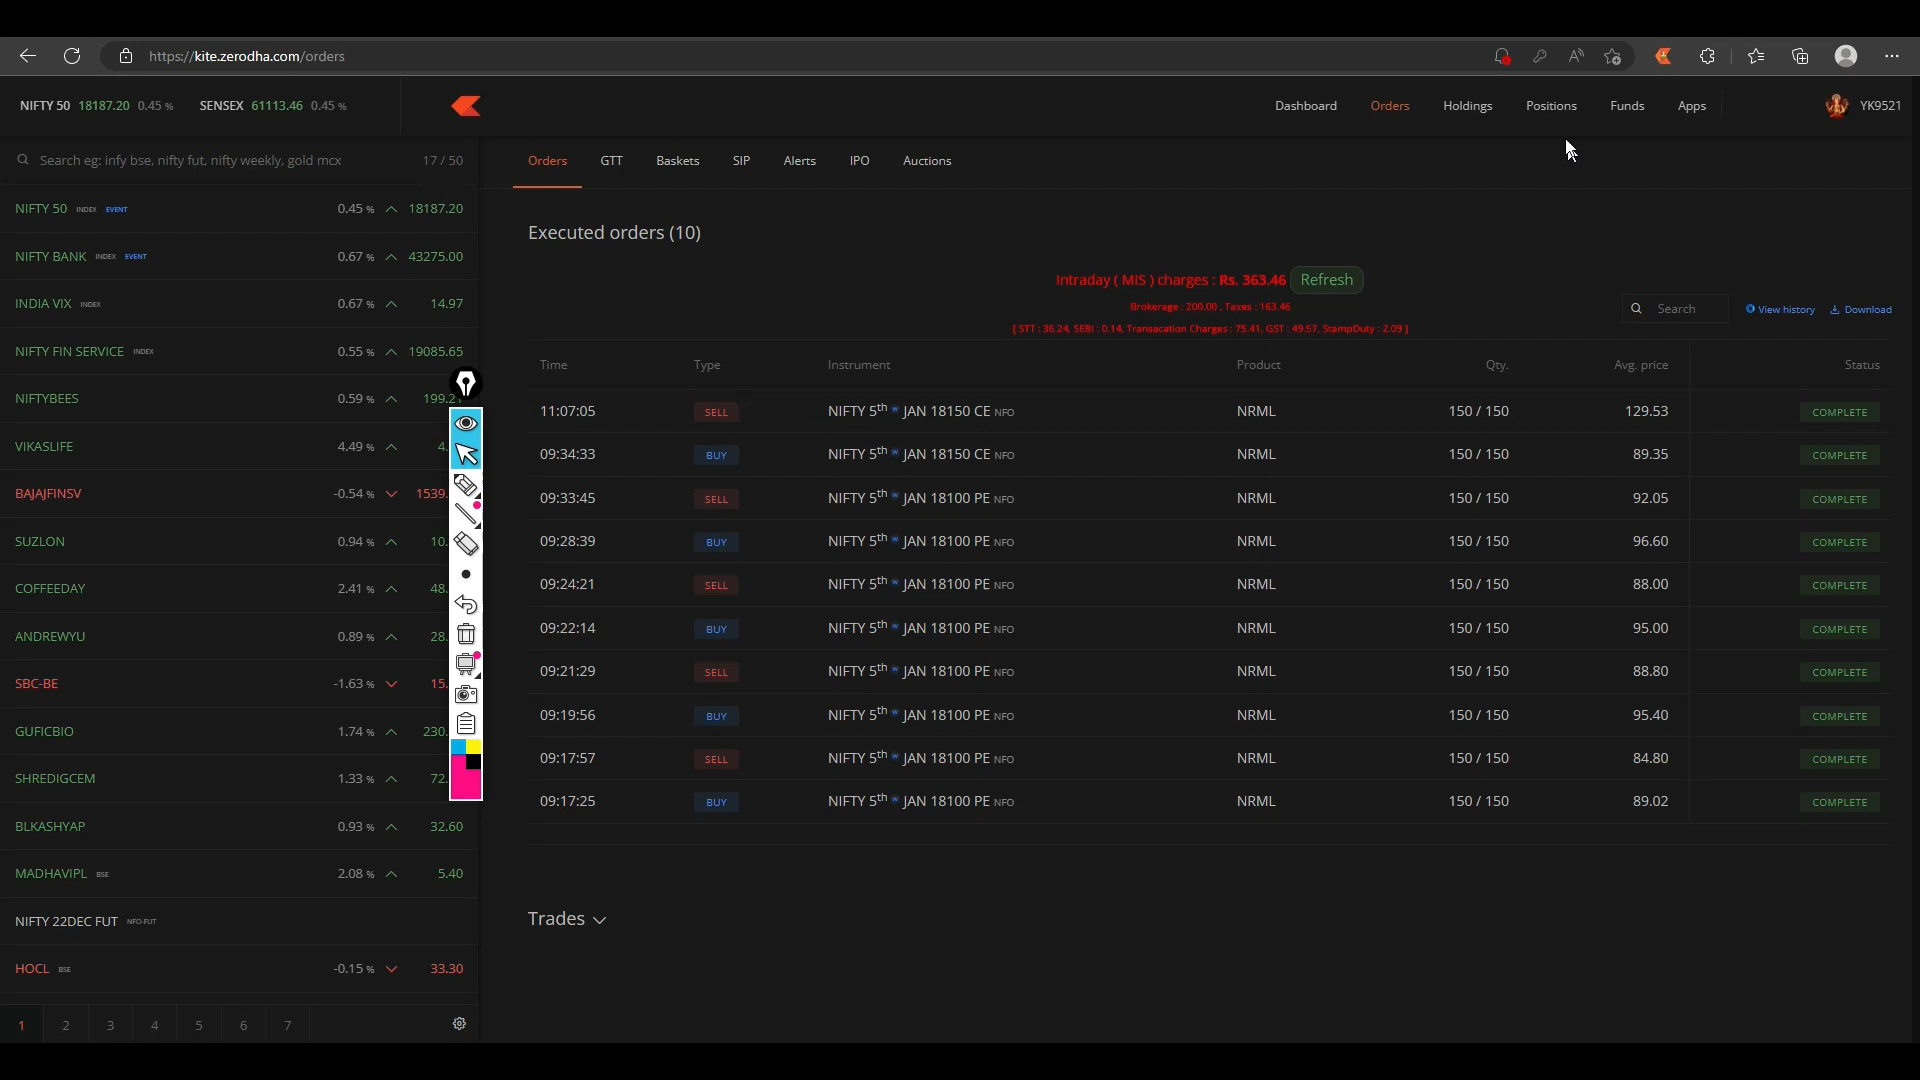 https://kite.zerodha.com/orders
NIFTY 50 18187.20 0.45 % SENSEX 61113.46 0.45 %
Dashboard Orders Holdings Positions Funds Apps YK9521
Search eg: infy bse, nifty fut, nifty weekly, gold mcx 17 / 50
Orders GTT Baskets SIP Alerts IPO Auctions
NIFTY 50 INDEX EVENT 0.45 % 18187.20
NIFTY BANK INDEX EVENT 0.67 % 43275.00
INDIA VIX INDEX 0.67 % 14.97
NIFTY FIN SERVICE INDEX 0.55 % 19085.65
NIFTYBEES 0.59 % 199.21
VIKASLIFE 4.49 % 4.
BAJAJFINSV -0.54 % 1539.
SUZLON 0.94 % 10.
COFFEEDAY 2.41 % 48.
ANDREWYU 0.89 % 28.
SBC-BE -1.63 % 15.
GUFICBIO 1.74 % 230.
SHREDIGCEM 1.33 % 72.
BLKASHYAP 0.93 % 32.60
MADHAVIPL BSE 2.08 % 5.40
NIFTY 22DEC FUT NFO-FUT
HOCL BSE -0.15 % 33.30
1 2 3 4 5 6 7
Executed orders (10)
Intraday ( MIS ) charges : Rs. 363.46 Refresh
Brokerage : 200.00 , Taxes : 163.46
[ STT : 36.24, SEBI : 0.14, Transacation Charges : 75.41, GST : 49.57, StampDuty : 2.09 ]
Search View history Download
Time Type Instrument Product Qty. Avg. price Status
11:07:05 SELL NIFTY 5th w JAN 18150 CE NFO NRML 150 / 150 129.53 COMPLETE
09:34:33 BUY NIFTY 5th w JAN 18150 CE NFO NRML 150 / 150 89.35 COMPLETE
09:33:45 SELL NIFTY 5th w JAN 18100 PE NFO NRML 150 / 150 92.05 COMPLETE
09:28:39 BUY NIFTY 5th w JAN 18100 PE NFO NRML 150 / 150 96.60 COMPLETE
09:24:21 SELL NIFTY 5th w JAN 18100 PE NFO NRML 150 / 150 88.00 COMPLETE
09:22:14 BUY NIFTY 5th w JAN 18100 PE NFO NRML 150 / 150 95.00 COMPLETE
09:21:29 SELL NIFTY 5th w JAN 18100 PE NFO NRML 150 / 150 88.80 COMPLETE
09:19:56 BUY NIFTY 5th w JAN 18100 PE NFO NRML 150 / 150 95.40 COMPLETE
09:17:57 SELL NIFTY 5th w JAN 18100 PE NFO NRML 150 / 150 84.80 COMPLETE
09:17:25 BUY NIFTY 5th w JAN 18100 PE NFO NRML 150 / 150 89.02 COMPLETE
Trades